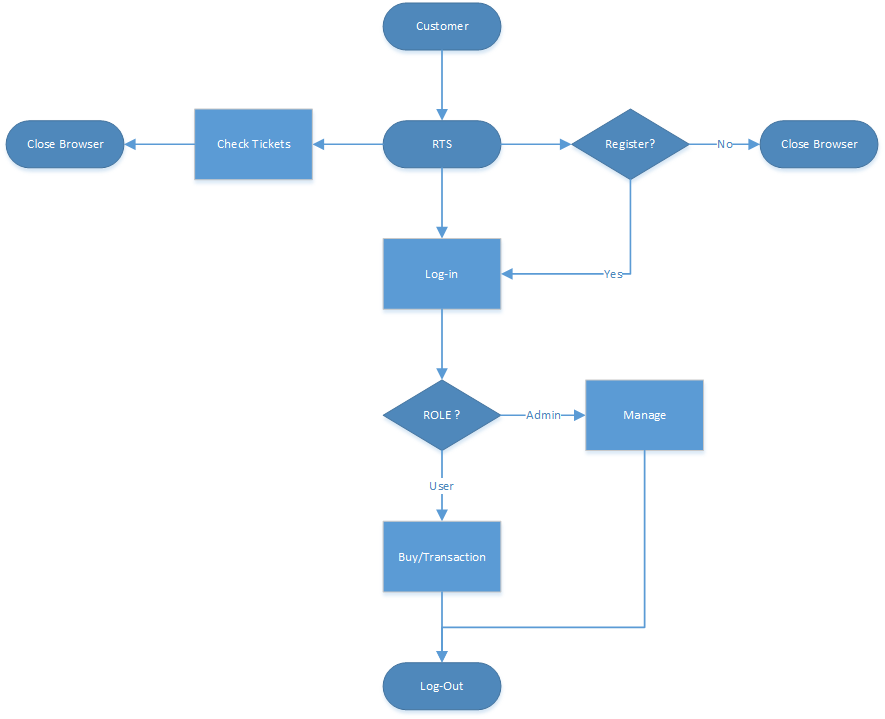 Customer
Close Browser
Check Tickets
RTS
Register?
No
Close Browser
Log-in
Yes
ROLE ?
Admin
Manage
User
Buy/Transaction
Log-Out